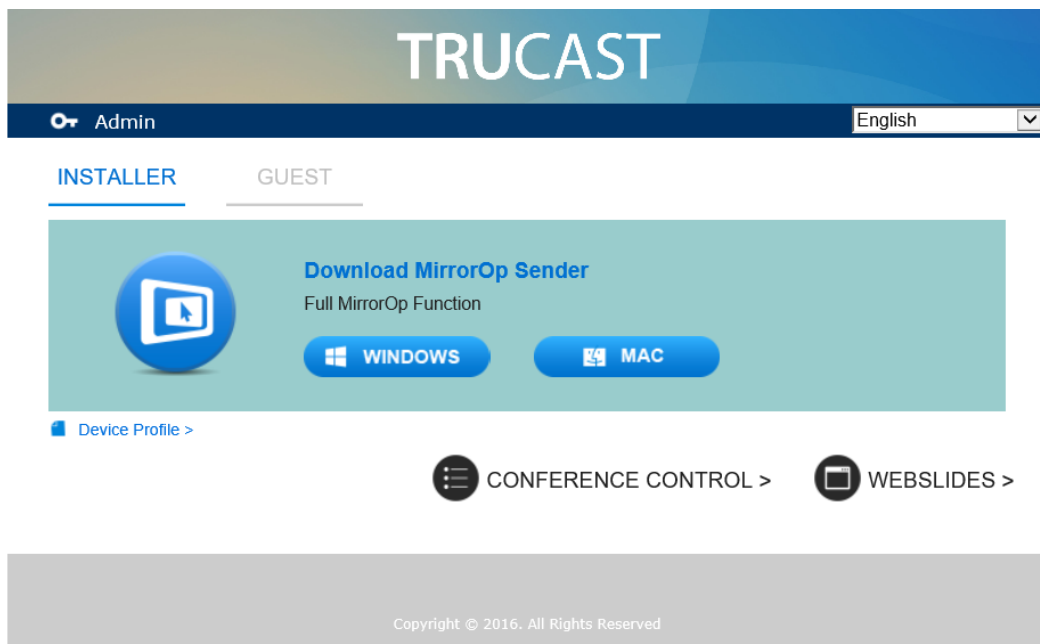 TRUCAST
Admin
English
INSTALLER
GUEST
Download MirrorOp Sender
Full MirrorOp Function
WINDOWS
MAC
Device Profile >
CONFERENCE CONTROL >
WEBSLIDES >
Copyright © 2016. All Rights Reserved